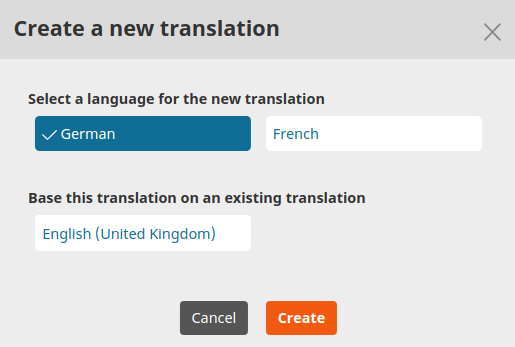 Create a new translation
Select a language for the new translation
German
French
Base this translation on an existing translation
English (United Kingdom)
Cancel
Create